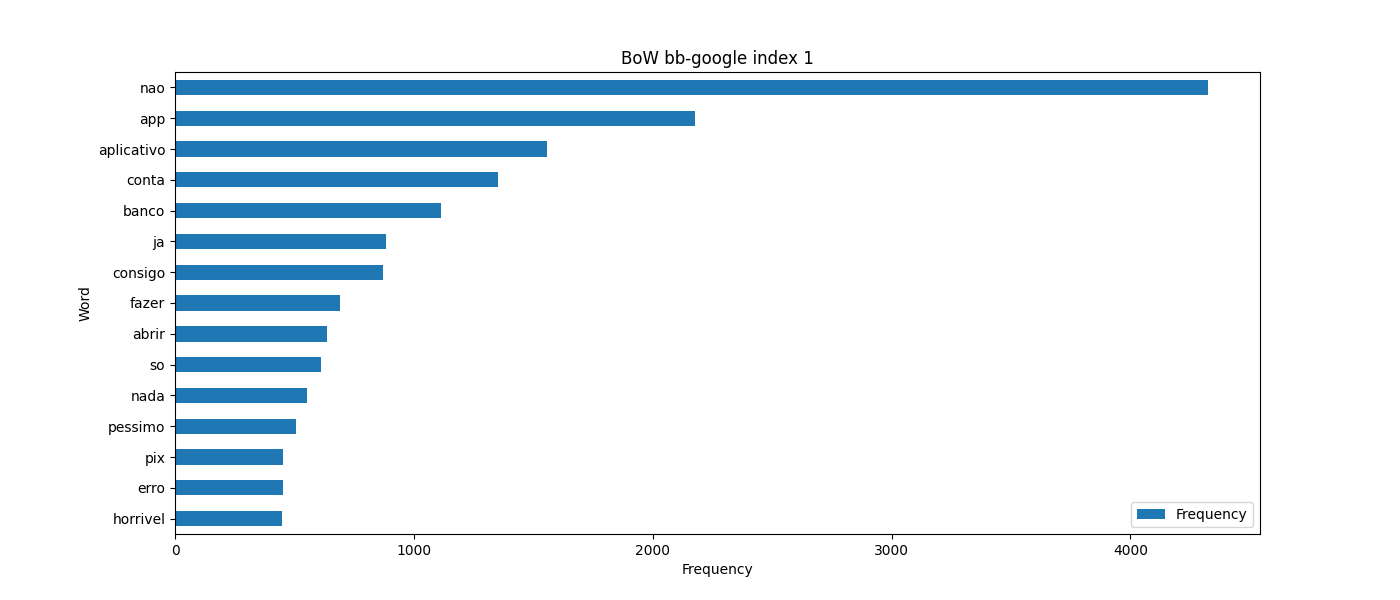 BoW bb-google index 1
nao
app
aplicativo
conta
banco
ja
consigo
fazer
abrir
so
nada
pessimo
pix
erro
horrivel
Word
Frequency
0 1000 2000 3000 4000
Frequency